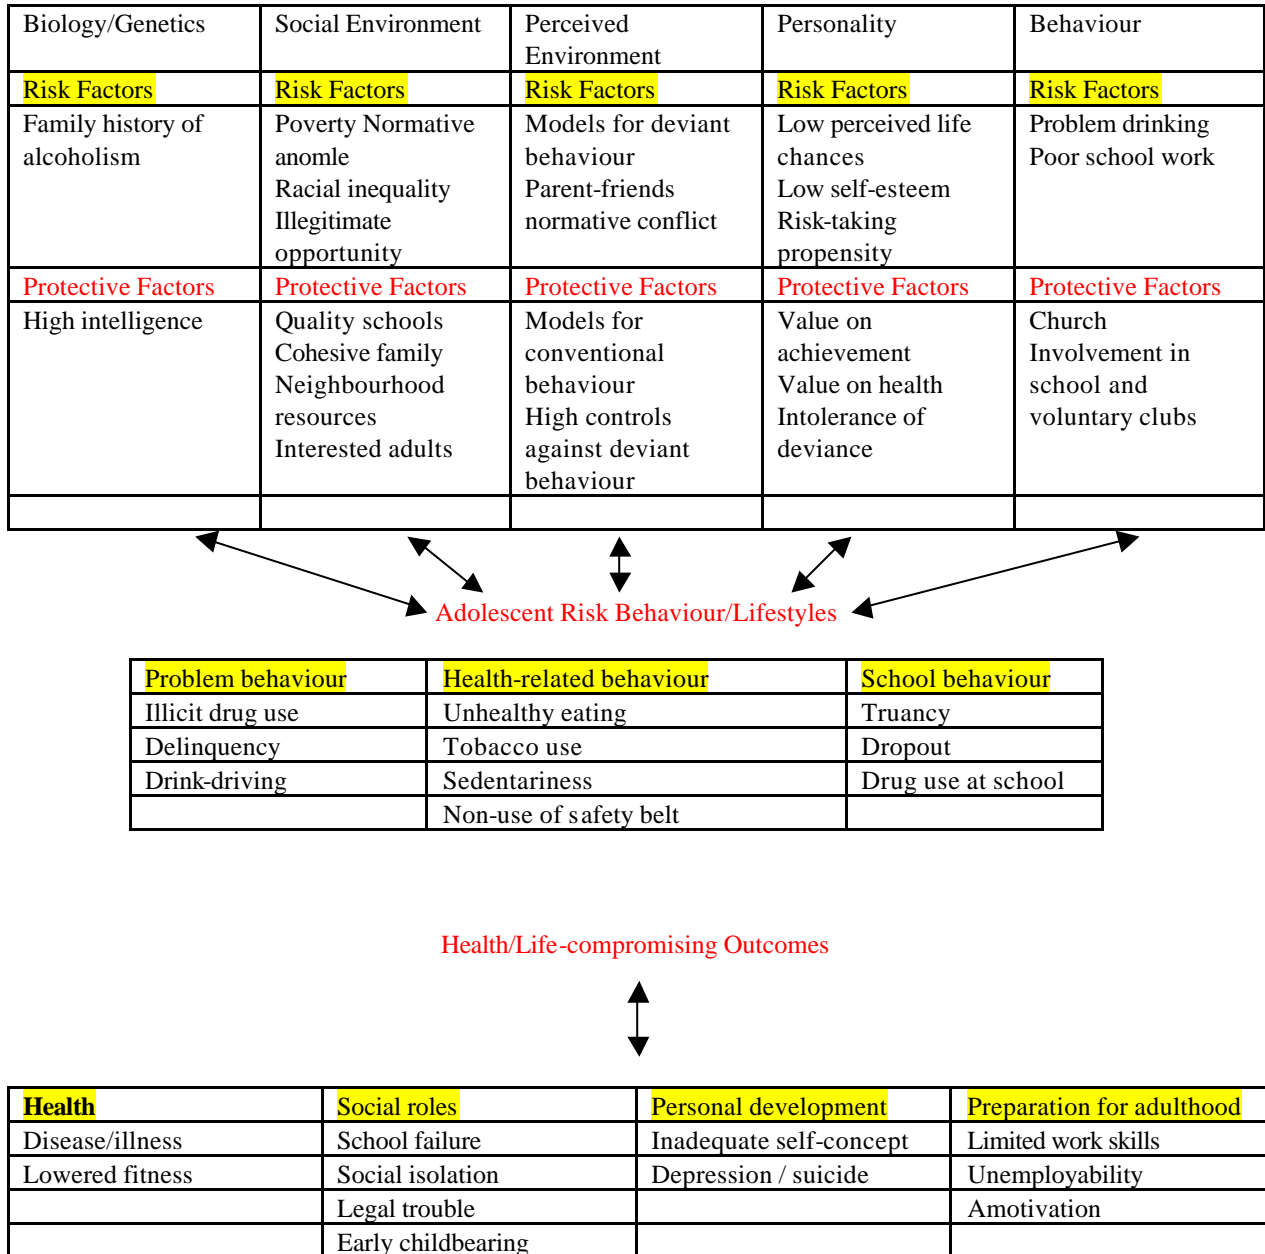 Biology/Genetics
Social Environment
Perceived
Environment
Personality
Behaviour
Risk Factors
Risk Factors
Risk Factors
Risk Factors
Risk Factors
Family history of
alcoholism
Poverty Normative
anomle
Racial inequality
Illegitimate
opportunity
Models for deviant
behaviour
Parent-friends
normative conflict
Low perceived life
chances
Low self-esteem
Risk-taking
propensity
Problem drinking
Poor school work
Protective Factors
Protective Factors
Protective Factors
Protective Factors
Protective Factors
High intelligence
Quality schools
Cohesive family
Neighbourhood
resources
Interested adults
Models for
conventional
behaviour
High controls
against deviant
behaviour
Value on
achievement
Value on health
Intolerance of
deviance
Church
Involvement in
school and
voluntary clubs
Adolescent Risk Behaviour/Lifestyles
Problem behaviour
Health-related behaviour
School behaviour
Illicit drug use
Unhealthy eating
Truancy
Delinquency
Tobacco use
Dropout
Drink-driving
Sedentariness
Drug use at school
Non-use of safety belt
Health/Life-compromising Outcomes
Health
Social roles
Personal development
Preparation for adulthood
Disease/illness
School failure
Inadequate self-concept
Limited work skills
Lowered fitness
Social isolation
Depression / suicide
Unemployability
Legal trouble
Amotivation
Early childbearing